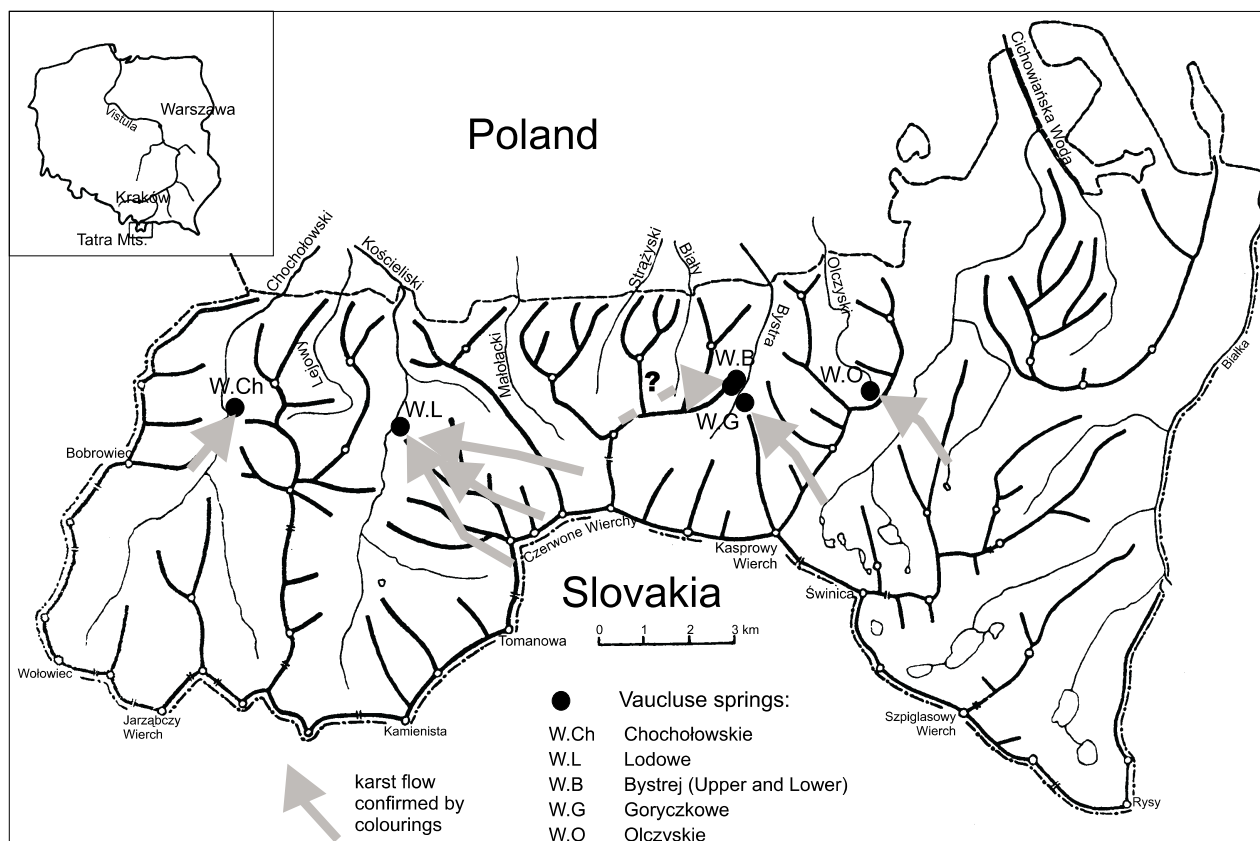 Warszawa
Vistula
Kraków
Tatra Mts.
Poland
Cichowiańska Woda
Chochołowski
Kościeliski
Lejowy
Małołącki
Strążyski
Biały
Bystra
Olczyski
Białka
W.Ch
W.L
?
W.B
W.G
W.O
Bobrowiec
Czerwone Wierchy
Kasprowy
Wierch
Świnica
Slovakia
0 1 2 3 km
Tomanowa
Wołowiec
Jarząbczy
Wierch
Kamienista
Szpiglasowy
Wierch
Rysy
Vaucluse springs:
W.Ch Chochołowskie
W.L Lodowe
W.B Bystrej (Upper and Lower)
W.G Goryczkowe
W.O Olczyskie
karst flow
confirmed by
colourings